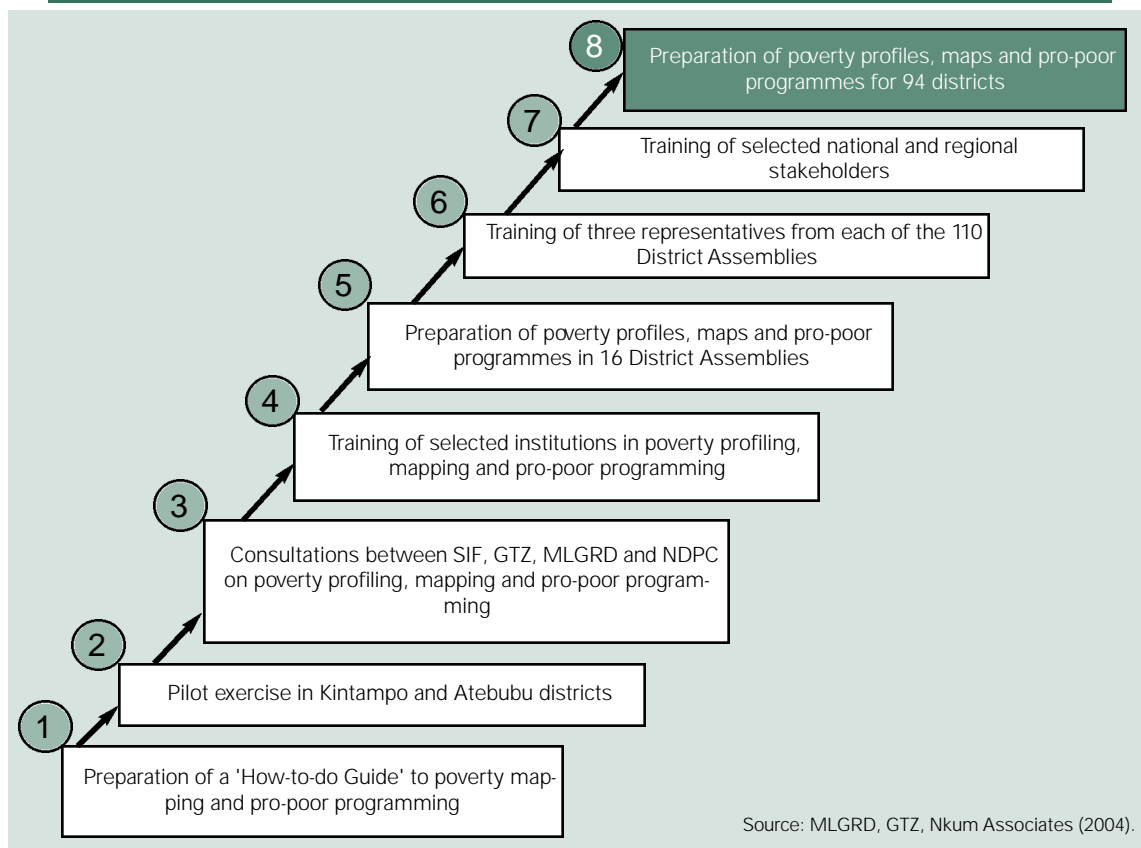 8
Preparation of poverty profiles, maps and pro-poor
programmes for 94 districts
7
Training of selected national and regional
stakeholders
6
Training of three representatives from each of the 110
District Assemblies
5
Preparation of poverty profiles, maps and pro-poor
programmes in 16 District Assemblies
4
Training of selected institutions in poverty profiling,
mapping and pro-poor programming
3
Consultations between SIF, GTZ, MLGRD and NDPC
on poverty profiling, mapping and pro-poor program-
ming
2
Pilot exercise in Kintampo and Atebubu districts
1
Preparation of a 'How-to-do Guide' to poverty map-
ping and pro-poor programming
Source: MLGRD, GTZ, Nkum Associates (2004).